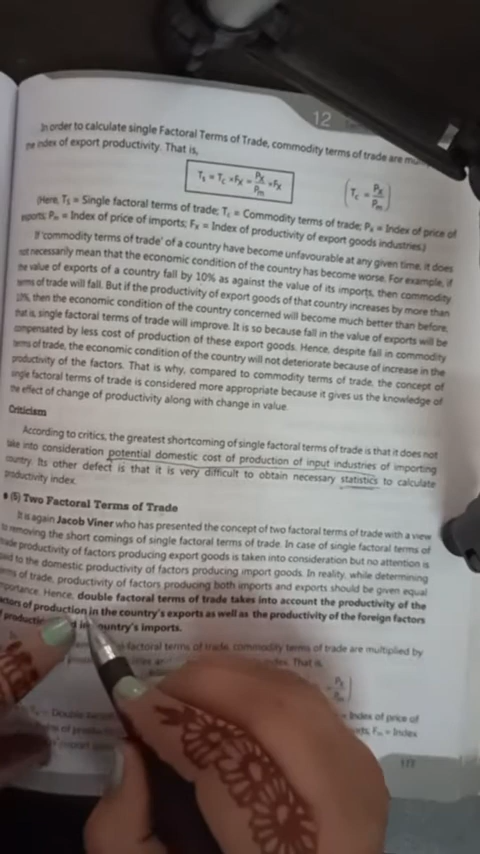 12
In order to calculate single Factoral Terms of Trade, commodity terms of trade are
the index of export productivity. That is,
Ts = Tc × Fx = Px/Pm × Fx (Tc = Px/Pm)
(Here, Ts = Single factoral terms of trade; Tc = Commodity terms of trade; Px = Index of price of
exports; Pm = Index of price of imports; Fx = Index of productivity of export goods industries.)
If 'commodity terms of trade' of a country have become unfavourable at any given time, it does
not necessarily mean that the economic condition of the country has become worse. For example, if
the value of exports of a country fall by 10% as against the value of its imports, then commodity
terms of trade will fall. But if the productivity of export goods of that country increases by more than
10%, then the economic condition of the country concerned will become much better than before,
that is, single factoral terms of trade will improve. It is so because fall in the value of exports will be
compensated by less cost of production of these export goods. Hence, despite fall in commodity
terms of trade, the economic condition of the country will not deteriorate because of increase in the
productivity of the factors. That is why, compared to commodity terms of trade, the concept of
single factoral terms of trade is considered more appropriate because it gives us the knowledge of
the effect of change of productivity along with change in value.
Criticism
According to critics, the greatest shortcoming of single factoral terms of trade is that it does not
take into consideration potential domestic cost of production of input industries of importing
country. Its other defect is that it is very difficult to obtain necessary statistics to calculate
productivity index.
(5) Two Factoral Terms of Trade
It is again Jacob Viner who has presented the concept of two factoral terms of trade with a view
to removing the short comings of single factoral terms of trade. In case of single factoral terms of
trade productivity of factors producing export goods is taken into consideration but no attention is
paid to the domestic productivity of factors producing import goods. In reality, while determining
terms of trade, productivity of factors producing both imports and exports should be given equal
importance. Hence, double factoral terms of trade takes into account the productivity of the
factors of production in the country's exports as well as the productivity of the foreign factors
country's imports.
factoral terms of trade, commodity terms of trade are multiplied by
That is,
Px/Pm
= Double = Index of price of
= Index
177